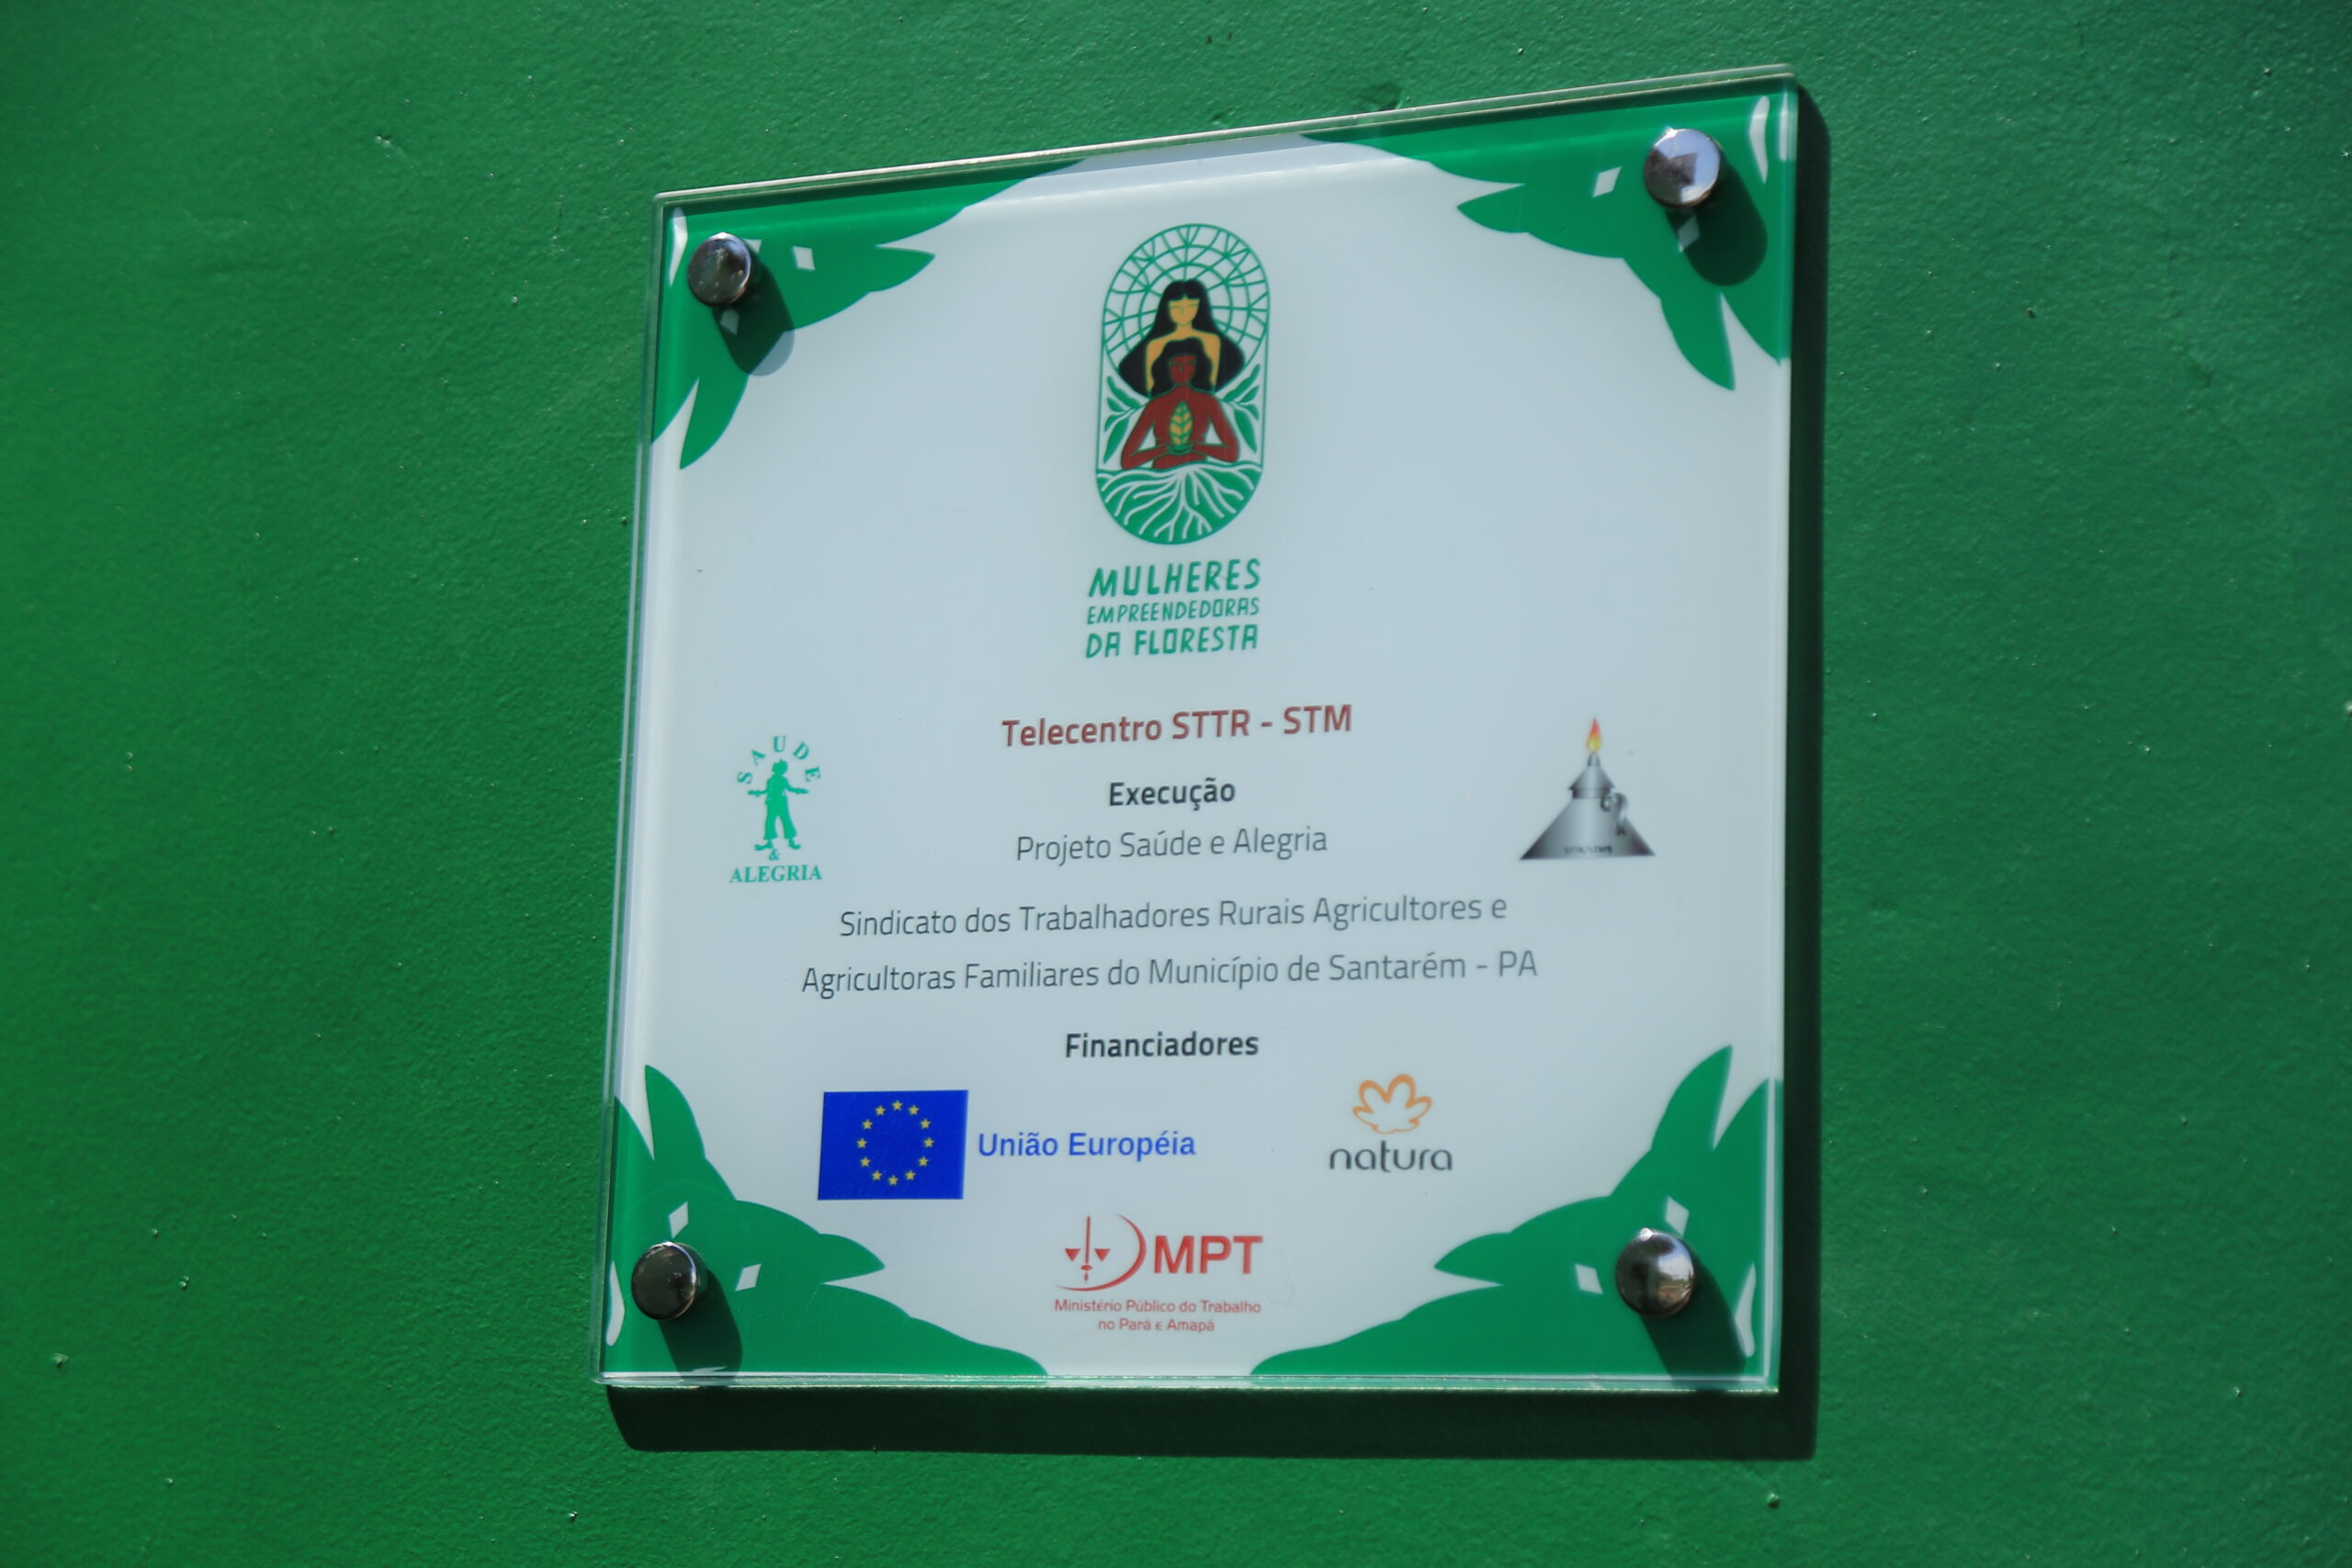 MULHERES
EMPREENDEDORAS
DA FLORESTA
Telecentro STTR - STM
SAUDE
&
ALEGRIA
Execução
Projeto Saúde e Alegria
Sindicato dos Trabalhadores Rurais Agricultores e
Agricultoras Familiares do Município de Santarém - PA
Financiadores
União Européia
natura
MPT
Ministério Público do Trabalho
no Pará e Amapá